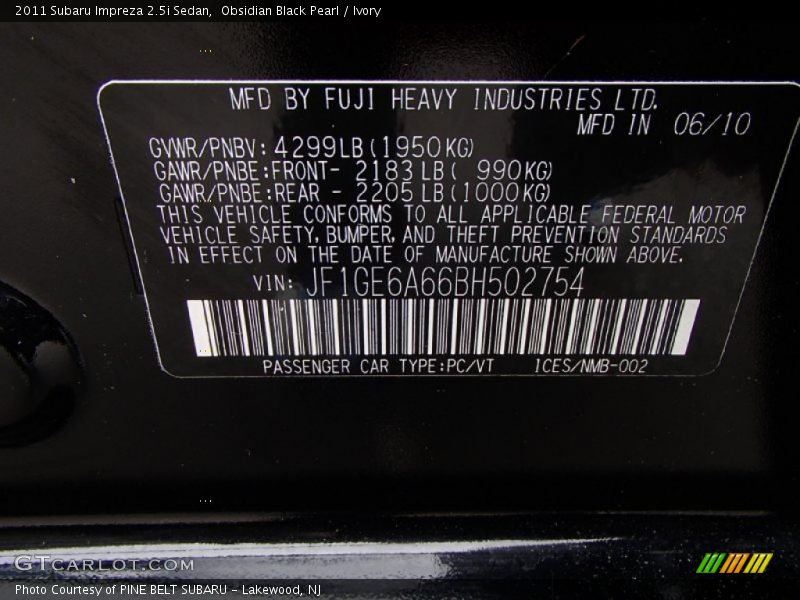 2011 Subaru Impreza 2.5i Sedan,  Obsidian Black Pearl / Ivory
MFD BY FUJI HEAVY INDUSTRIES LTD.
MFD IN 06/10
GVWR/PNBV: 4299LB(1950KG)
GAWR/PNBE:FRONT- 2183LB( 990KG)
GAWR/PNBE:REAR - 2205LB(1000KG)
THIS VEHICLE CONFORMS TO ALL APPLICABLE FEDERAL MOTOR
VEHICLE SAFETY, BUMPER, AND THEFT PREVENTION STANDARDS
IN EFFECT ON THE DATE OF MANUFACTURE SHOWN ABOVE.
VIN: JF1GE6A66BH502754
PASSENGER CAR TYPE:PC/VT 1CES/NMB-002
GTCARLOT.COM
Photo Courtesy of PINE BELT SUBARU - Lakewood, NJ